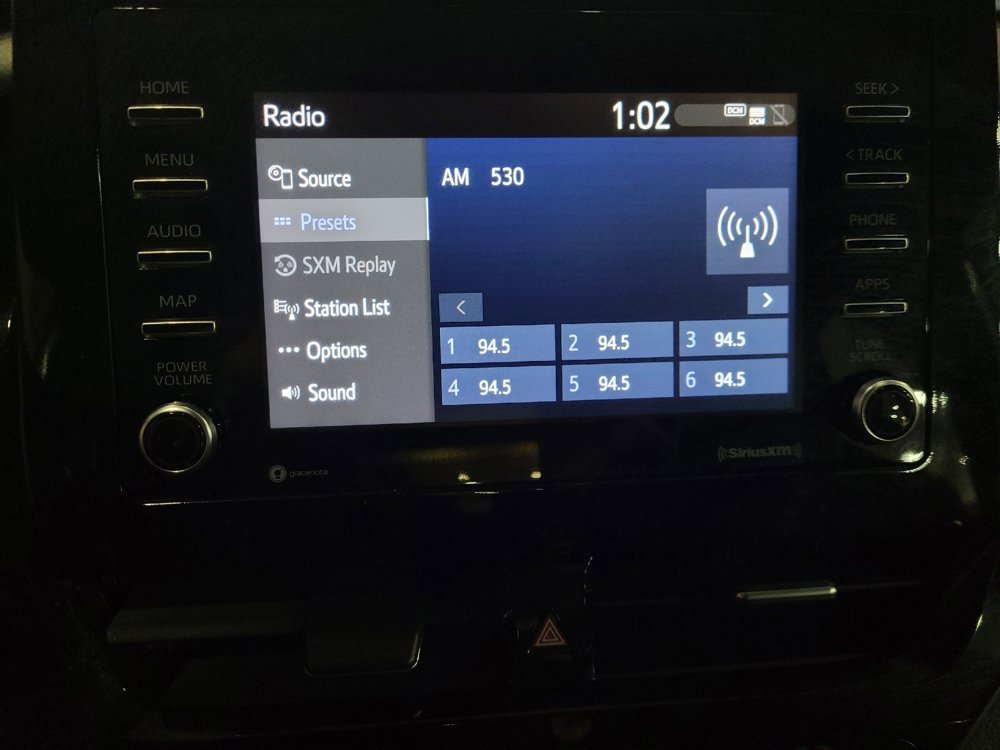 HOME
MENU
AUDIO
MAP
POWER
VOLUME
Radio
1:02
DCM
DCM
Source
Presets
SXM Replay
Station List
Options
Sound
AM 530
<
>
1 94.5
2 94.5
3 94.5
4 94.5
5 94.5
6 94.5
SEEK >
< TRACK
PHONE
APPS
TUNE
SCROLL
gracenote
SiriusXM